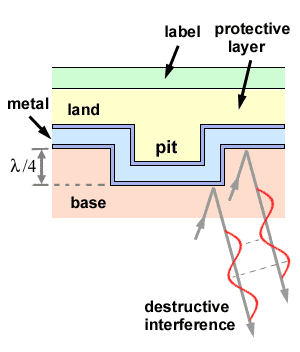 label
protective
layer
metal
land
pit
λ/4
base
destructive
interference